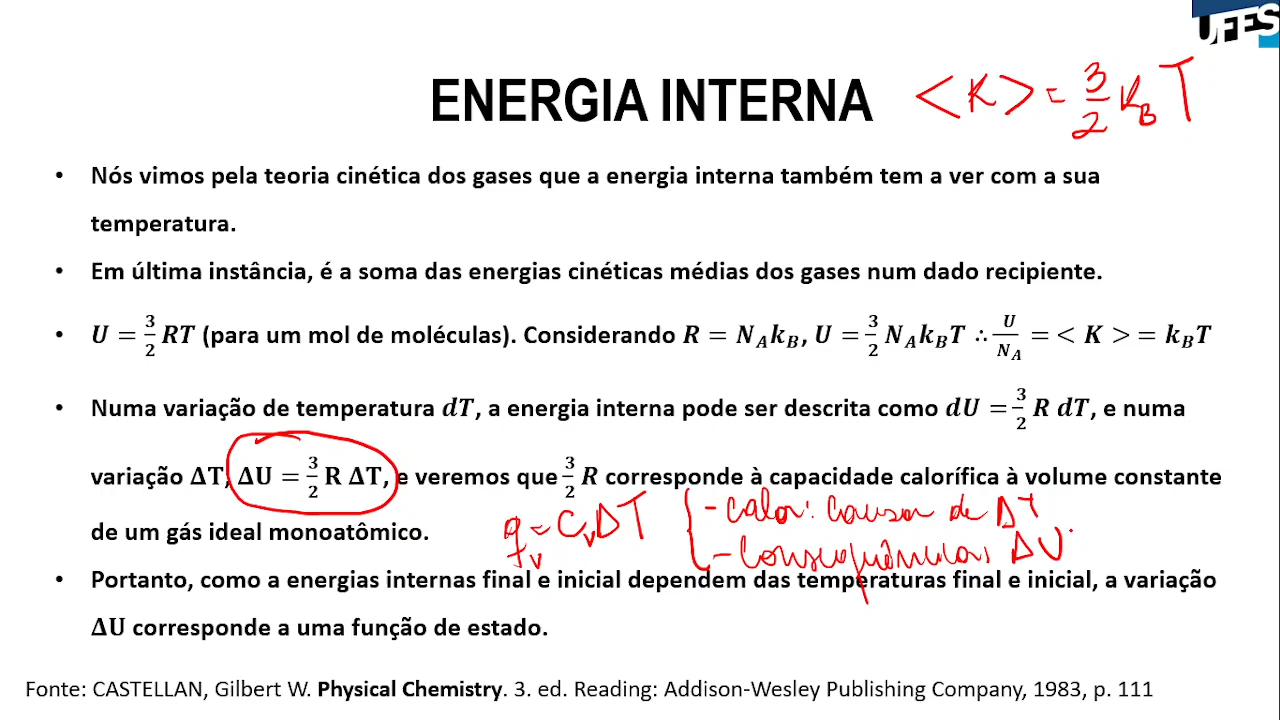 UFES
ENERGIA INTERNA <K> = 3/2 K_B T
• Nós vimos pela teoria cinética dos gases que a energia interna também tem a ver com a sua
temperatura.
• Em última instância, é a soma das energias cinéticas médias dos gases num dado recipiente.
• U = 3/2 RT (para um mol de moléculas). Considerando R = N_A k_B, U = 3/2 N_A k_B T ∴ U/N_A = < K > = k_B T
• Numa variação de temperatura dT, a energia interna pode ser descrita como dU = 3/2 R dT, e numa
variação ΔT, ΔU = 3/2 R ΔT, e veremos que 3/2 R corresponde à capacidade calorífica à volume constante
de um gás ideal monoatômico.
q_v = C_v ΔT { - calor: causa de ΔT
- consequência: ΔU
• Portanto, como a energias internas final e inicial dependem das temperaturas final e inicial, a variação
ΔU corresponde a uma função de estado.
Fonte: CASTELLAN, Gilbert W. Physical Chemistry. 3. ed. Reading: Addison-Wesley Publishing Company, 1983, p. 111